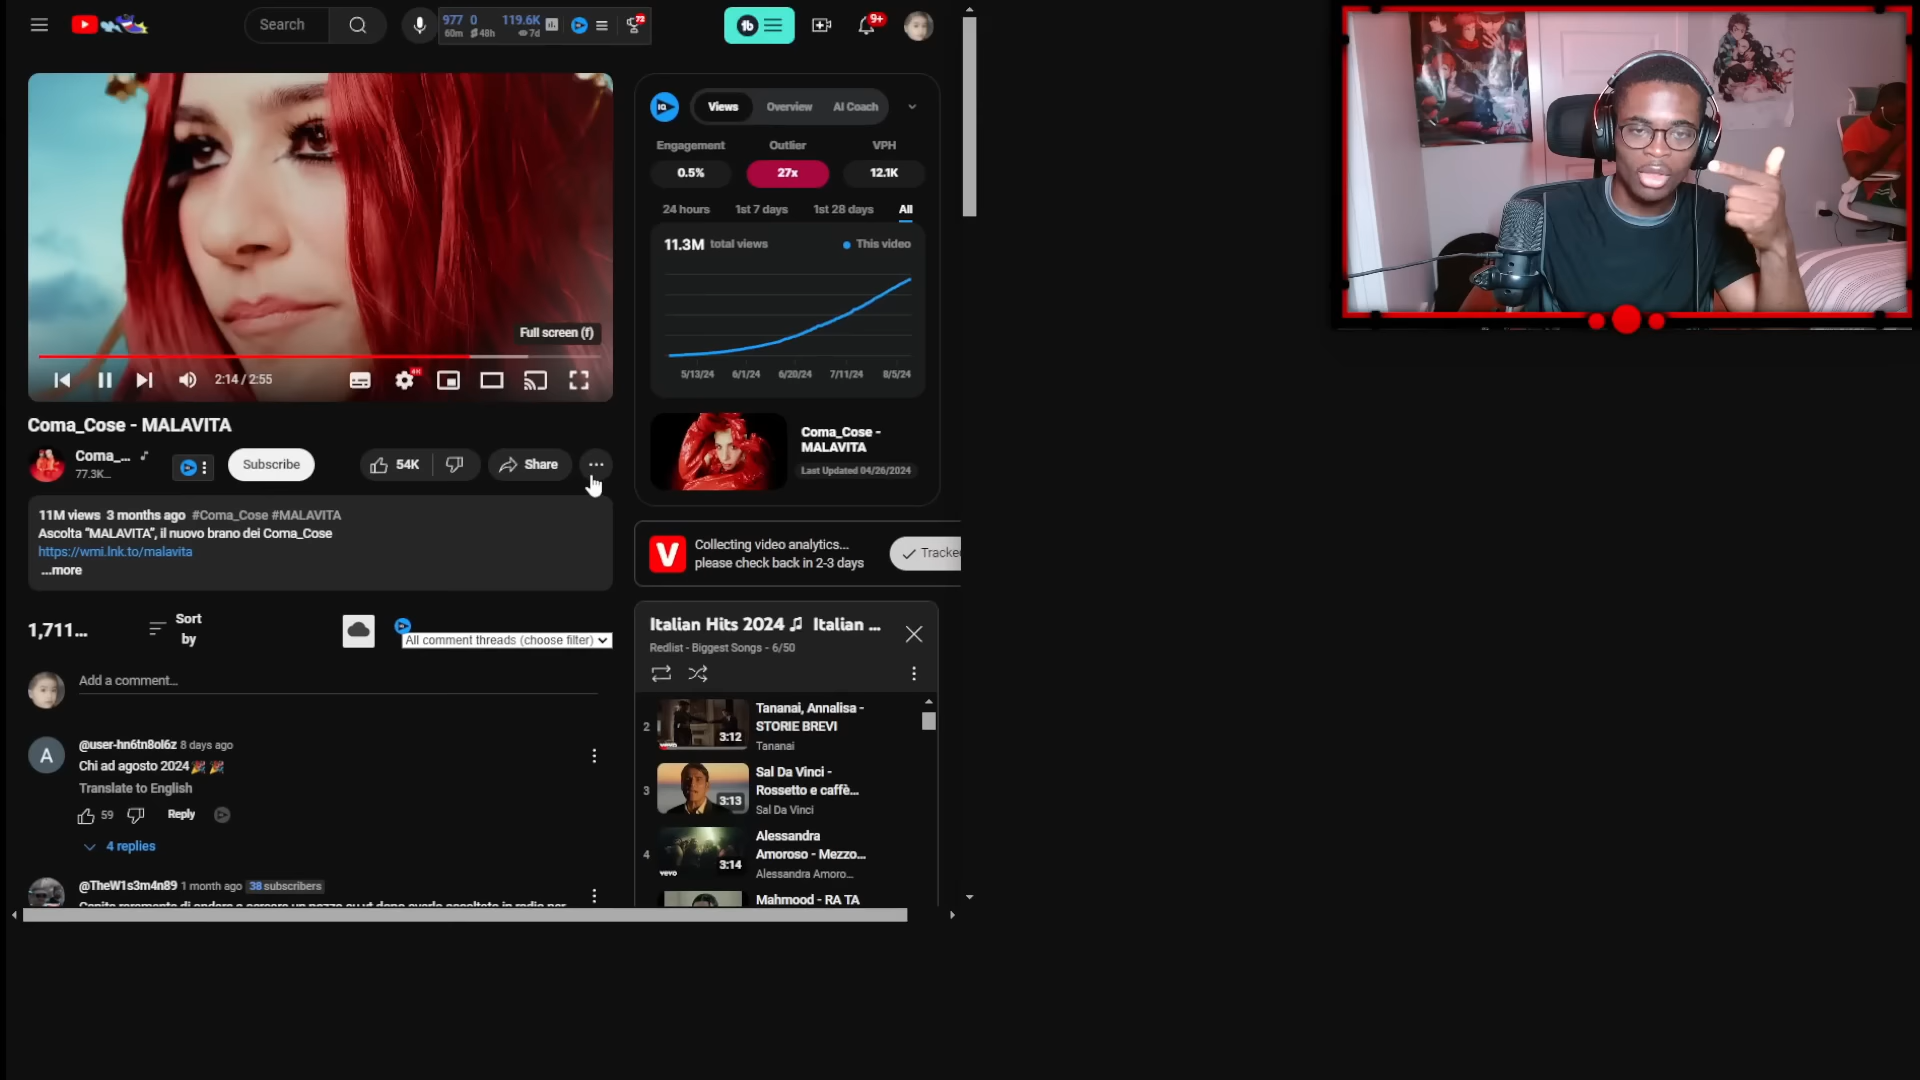 Search
977 0 119.6K
60m 48h 7d
73
1b
9+
Full screen (f)
2:14 / 2:55
4K
Coma_Cose - MALAVITA
Coma_...
77.3K...
Subscribe
54K
Share
11M views 3 months ago #Coma_Cose #MALAVITA
Ascolta “MALAVITA”, il nuovo brano dei Coma_Cose
https://wmi.lnk.to/malavita
...more
1,711...
Sort by
All comment threads (choose filter)
Add a comment...
A
@user-hn6tn8ol6z 8 days ago
Chi ad agosto 2024🎉 🎉
Translate to English
59
Reply
4 replies
@TheW1s3m4n89 1 month ago 38 subscribers
IQ
Views Overview AI Coach
Engagement Outlier VPH
0.5% 27x 12.1K
24 hours 1st 7 days 1st 28 days All
11.3M total views This video
5/13/24 6/1/24 6/20/24 7/11/24 8/5/24
Coma_Cose -
MALAVITA
Last Updated 04/26/2024
V
Collecting video analytics...
please check back in 2-3 days
Tracked
Italian Hits 2024 🎵 Italian ...
Redlist - Biggest Songs - 6/50
2
3:12
Tananai, Annalisa -
STORIE BREVI
Tananai
3
3:13
Sal Da Vinci -
Rossetto e caffè...
Sal Da Vinci
4
vevo
3:14
Alessandra
Amoroso - Mezzo...
Alessandra Amoro...
Mahmood - RA TA